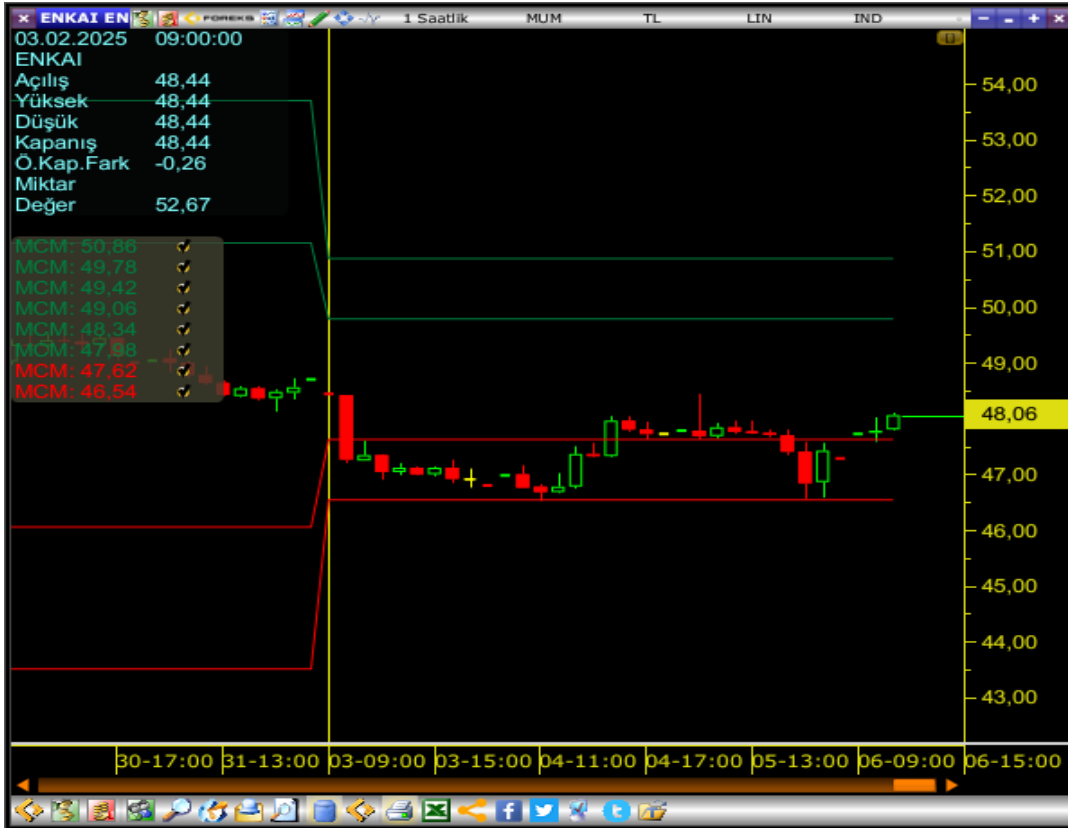 ENKAI EN FOREKS 1 Saatlik MUM TL LIN IND
03.02.2025 09:00:00
ENKAI
Açılış 48,44
Yüksek 48,44
Düşük 48,44
Kapanış 48,44
Ö.Kap.Fark -0,26
Miktar
Değer 52,67
MCM: 50,86
MCM: 49,78
MCM: 49,42
MCM: 49,06
MCM: 48,34
MCM: 47,98
MCM: 47,62
MCM: 46,54
54,00
53,00
52,00
51,00
50,00
49,00
48,06
47,00
46,00
45,00
44,00
43,00
30-17:00 31-13:00 03-09:00 03-15:00 04-11:00 04-17:00 05-13:00 06-09:00 06-15:00